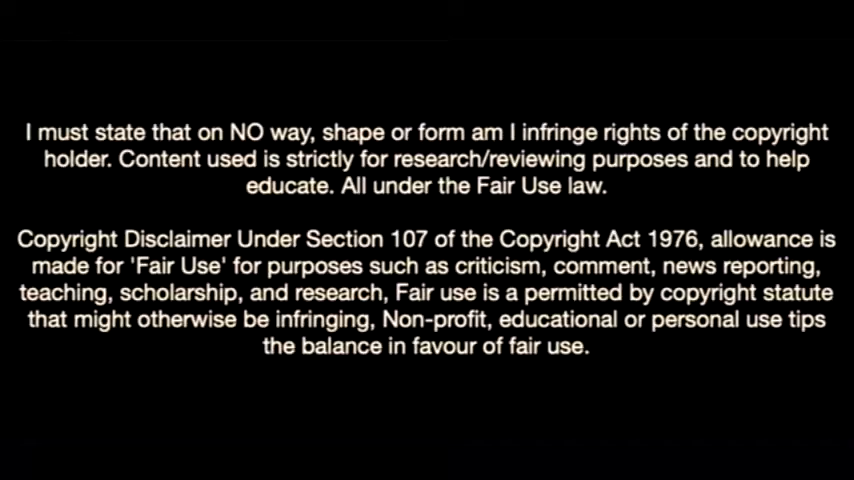 I must state that on NO way, shape or form am I infringe rights of the copyright
holder. Content used is strictly for research/reviewing purposes and to help
educate. All under the Fair Use law.
Copyright Disclaimer Under Section 107 of the Copyright Act 1976, allowance is
made for 'Fair Use' for purposes such as criticism, comment, news reporting,
teaching, scholarship, and research, Fair use is a permitted by copyright statute
that might otherwise be infringing, Non-profit, educational or personal use tips
the balance in favour of fair use.